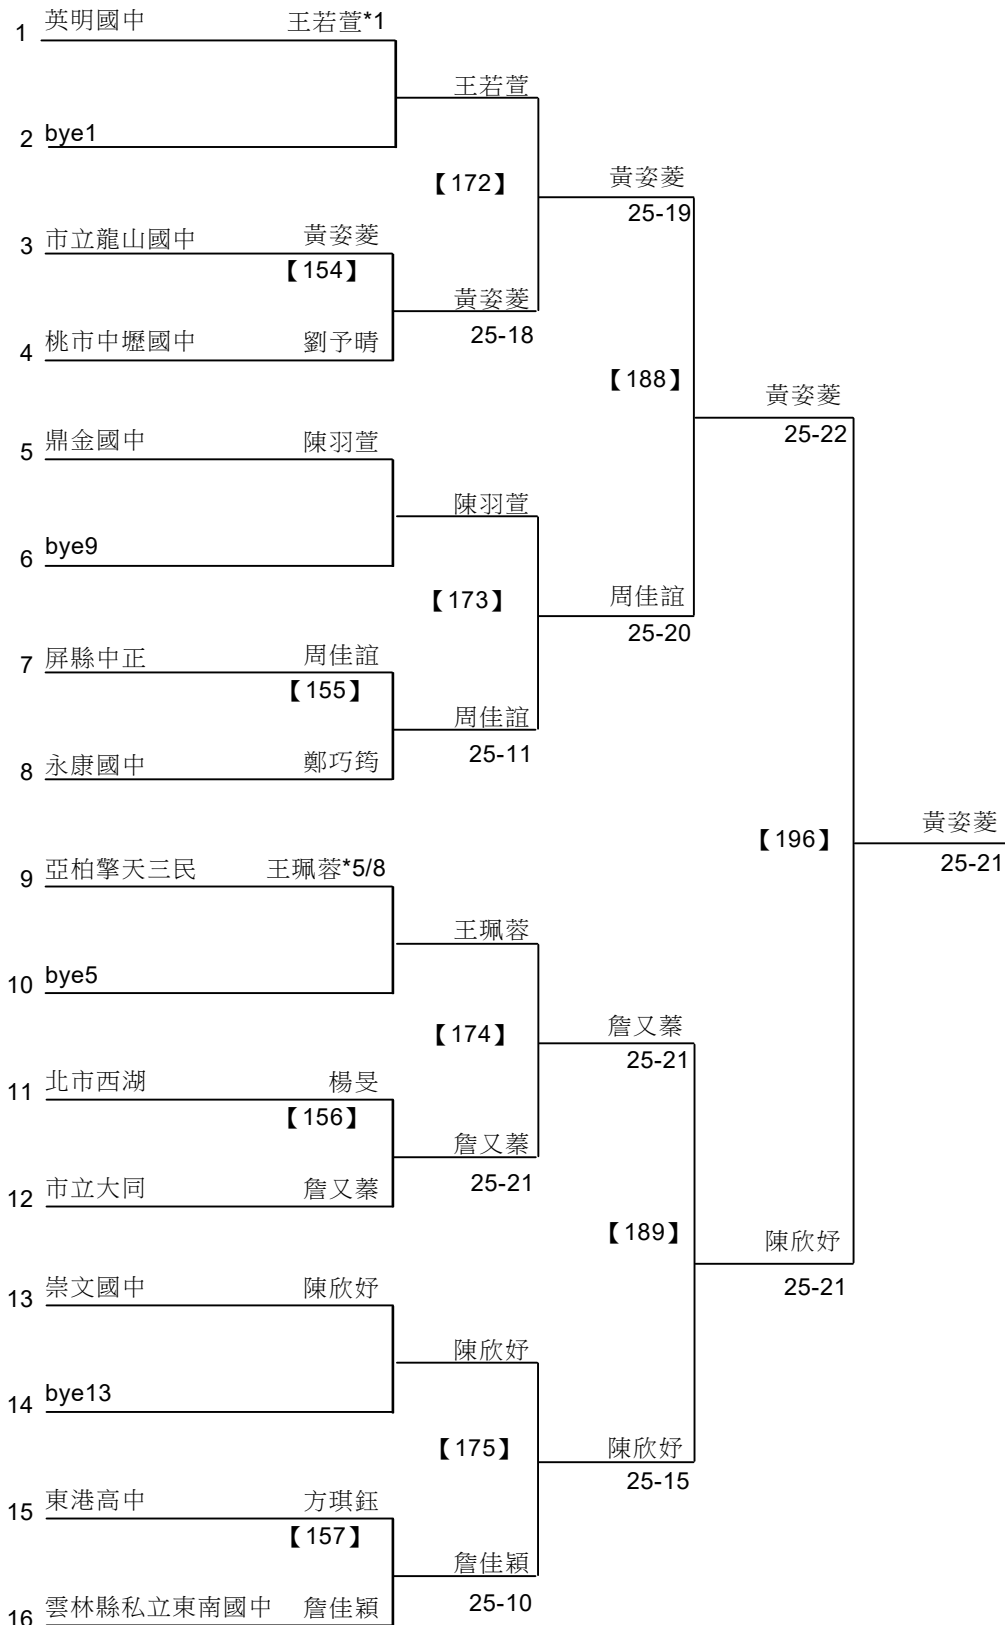 1 英明國中 王若萱*1
王若萱
2 bye1
【172】 黃姿菱
25-19
3 市立龍山國中 黃姿菱
【154】
黃姿菱
4 桃市中壢國中 劉予晴 25-18
【188】 黃姿菱
25-22
5 鼎金國中 陳羽萱
陳羽萱
6 bye9
【173】 周佳誼
25-20
7 屏縣中正 周佳誼
【155】
周佳誼
8 永康國中 鄭巧筠 25-11
【196】 黃姿菱
25-21
9 亞柏擎天三民 王珮蓉*5/8
王珮蓉
10 bye5
【174】 詹又蓁
25-21
11 北市西湖 楊旻
【156】
詹又蓁
12 市立大同 詹又蓁 25-21
【189】 陳欣妤
25-21
13 崇文國中 陳欣妤
陳欣妤
14 bye13
【175】 陳欣妤
25-15
15 東港高中 方琪鈺
【157】
詹佳穎
16 雲林縣私立東南國中 詹佳穎 25-10